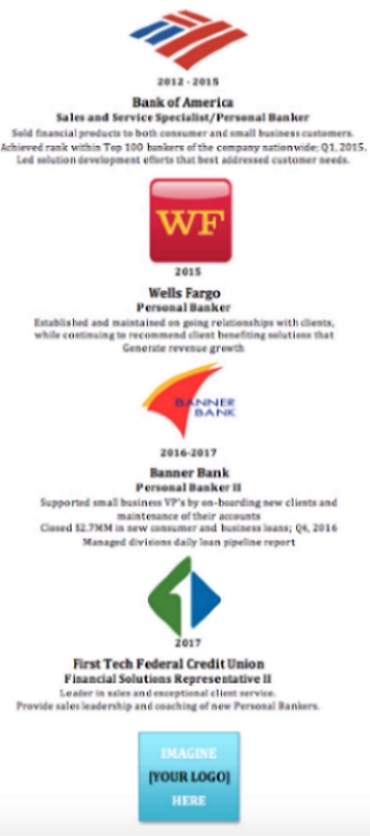 2012 - 2015
Bank of America
Sales and Service Specialist/Personal Banker
Sold financial products to both consumer and small business customers.
Achieved rank within Top 100 bankers of the company nationwide; Q1, 2015.
Led solution development efforts that best addressed customer needs.
WF
2015
Wells Fargo
Personal Banker
Established and maintained on going relationships with clients,
while continuing to recommend client benefiting solutions that
Generate revenue growth
BANNER
BANK
2016-2017
Banner Bank
Personal Banker II
Supported small business VP's by on-boarding new clients and
maintenance of their accounts
Closed $2.7MM in new consumer and business loans; Q4, 2016
Managed divisions daily loan pipeline report
2017
First Tech Federal Credit Union
Financial Solutions Representative II
Leader in sales and exceptional client service.
Provide sales leadership and coaching of new Personal Bankers.
IMAGINE
[YOUR LOGO]
HERE